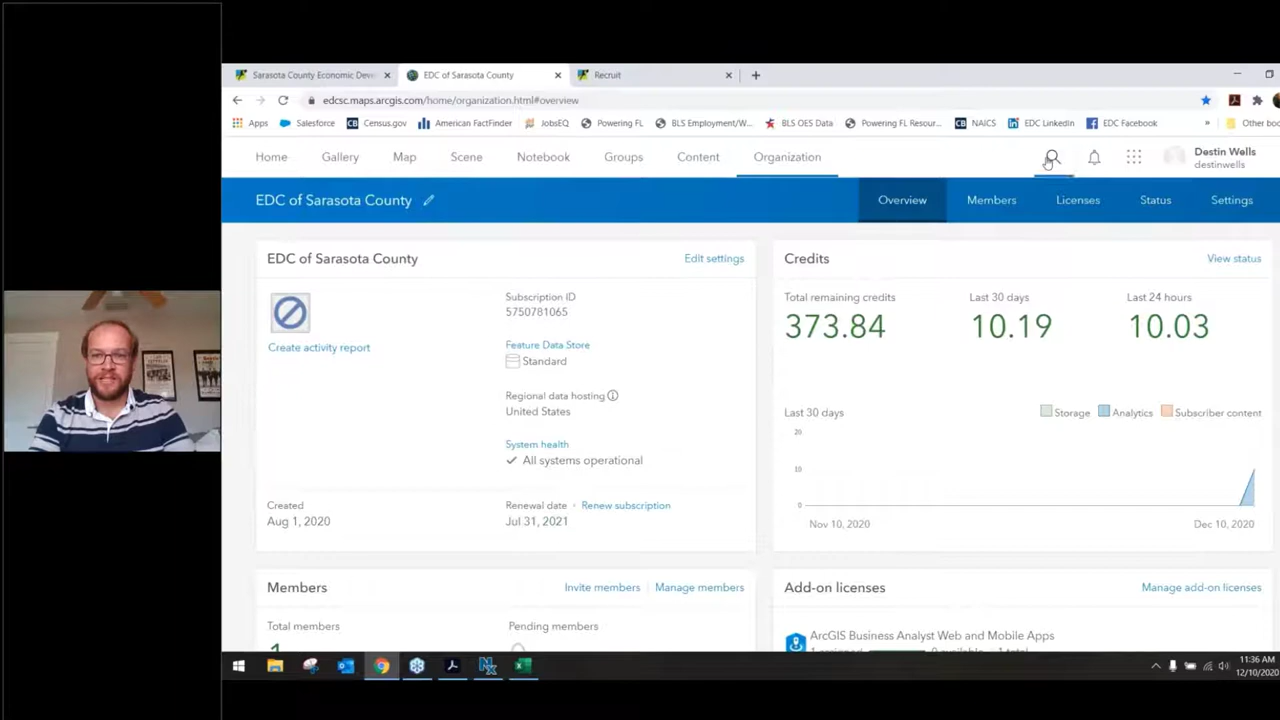 Sarasota County Economic Dev
EDC of Sarasota County
Recruit
edcsc.maps.arcgis.com/home/organization.html#overview
Apps
Salesforce
Census.gov
American FactFinder
JobsEQ
Powering FL
BLS Employment/W...
BLS OES Data
Powering FL Resour...
NAICS
EDC LinkedIn
EDC Facebook
»
Other boo
Home
Gallery
Map
Scene
Notebook
Groups
Content
Organization
Destin Wells
destinwells
EDC of Sarasota County
Overview
Members
Licenses
Status
Settings
EDC of Sarasota County
Edit settings
Create activity report
Subscription ID
5750781065
Feature Data Store
Standard
Regional data hosting
United States
System health
All systems operational
Created
Aug 1, 2020
Renewal date · Renew subscription
Jul 31, 2021
Credits
View status
Total remaining credits
373.84
Last 30 days
10.19
Last 24 hours
10.03
Last 30 days
Storage
Analytics
Subscriber content
20
10
0
Nov 10, 2020
Dec 10, 2020
Members
Invite members
Manage members
Total members
Pending members
Add-on licenses
Manage add-on licenses
ArcGIS Business Analyst Web and Mobile Apps
1 assigned
0 available
1 total
11:36 AM
12/10/2020